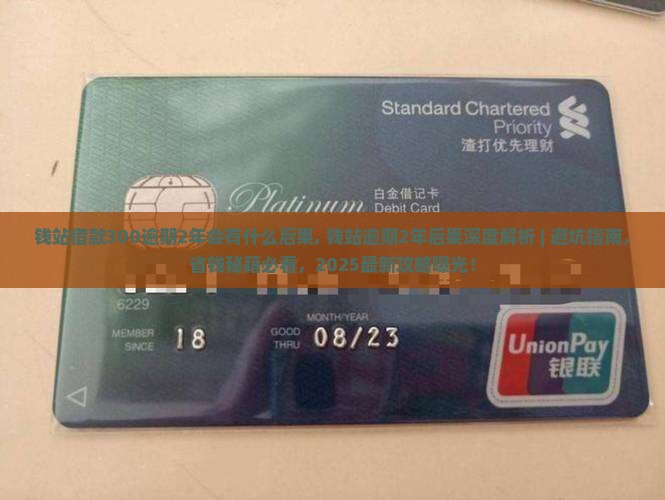 Standard Chartered
Priority
渣打优先理财
Platinum 白金借记卡
Debit Card
钱站借款300逾期2年会有什么后果, 钱站逾期2年后果深度解析 | 避坑指南,
省钱秘籍必看，2025最新攻略曝光！
6229
MONTH/YEAR
MEMBER SINCE 18 GOOD THRU 08/23
UnionPay
银联